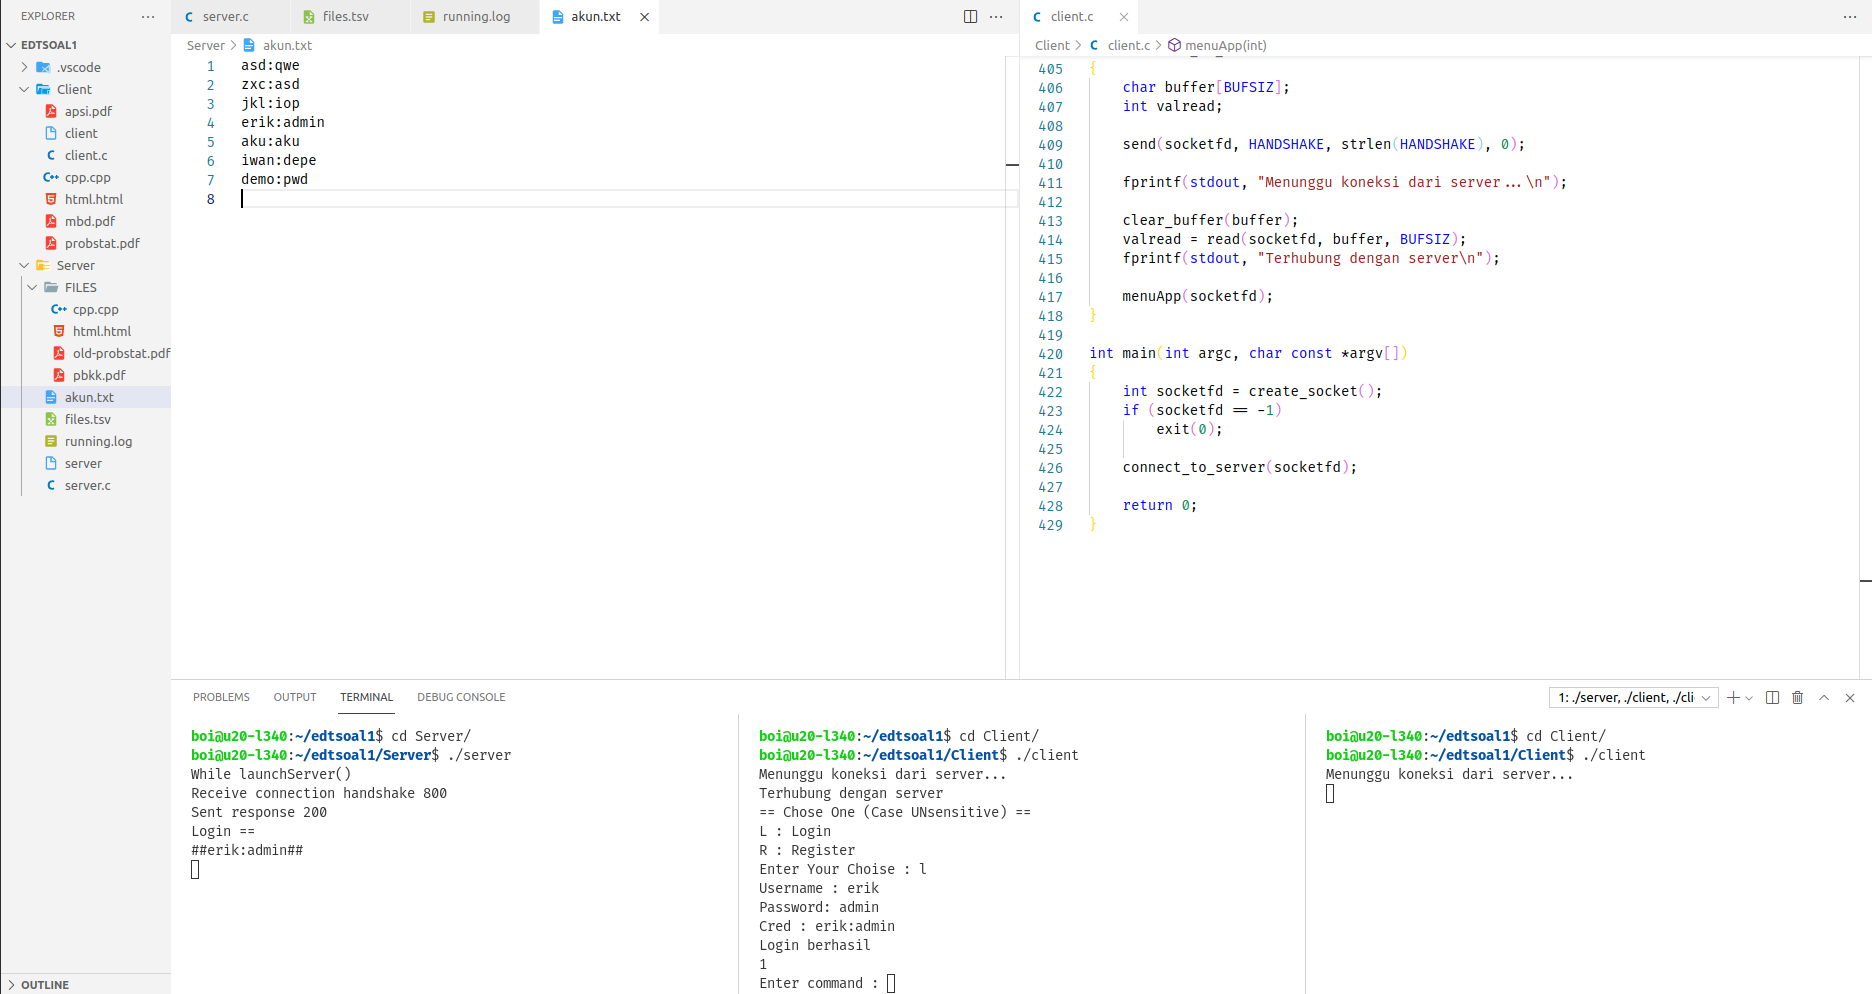 EXPLORER
EDTSOAL1
.vscode
Client
apsi.pdf
client
client.c
cpp.cpp
html.html
mbd.pdf
probstat.pdf
Server
FILES
cpp.cpp
html.html
old-probstat.pdf
pbkk.pdf
akun.txt
files.tsv
running.log
server
server.c
OUTLINE
server.c files.tsv running.log akun.txt
Server > akun.txt
1 asd:qwe
2 zxc:asd
3 jkl:iop
4 erik:admin
5 aku:aku
6 iwan:depe
7 demo:pwd
8
client.c
Client > client.c > menuApp(int)
405 {
406 char buffer[BUFSIZ];
407 int valread;
408
409 send(socketfd, HANDSHAKE, strlen(HANDSHAKE), 0);
410
411 fprintf(stdout, "Menunggu koneksi dari server...\n");
412
413 clear_buffer(buffer);
414 valread = read(socketfd, buffer, BUFSIZ);
415 fprintf(stdout, "Terhubung dengan server\n");
416
417 menuApp(socketfd);
418 }
419
420 int main(int argc, char const *argv[])
421 {
422 int socketfd = create_socket();
423 if (socketfd == -1)
424 exit(0);
425
426 connect_to_server(socketfd);
427
428 return 0;
429 }
PROBLEMS OUTPUT TERMINAL DEBUG CONSOLE
1: ./server, ./client, ./cli
boi@u20-l340:~/edtsoal1$ cd Server/
boi@u20-l340:~/edtsoal1/Server$ ./server
While launchServer()
Receive connection handshake 800
Sent response 200
Login ==
##erik:admin##
boi@u20-l340:~/edtsoal1$ cd Client/
boi@u20-l340:~/edtsoal1/Client$ ./client
Menunggu koneksi dari server...
Terhubung dengan server
== Chose One (Case UNsensitive) ==
L : Login
R : Register
Enter Your Choise : l
Username : erik
Password: admin
Cred : erik:admin
Login berhasil
1
Enter command :
boi@u20-l340:~/edtsoal1$ cd Client/
boi@u20-l340:~/edtsoal1/Client$ ./client
Menunggu koneksi dari server...